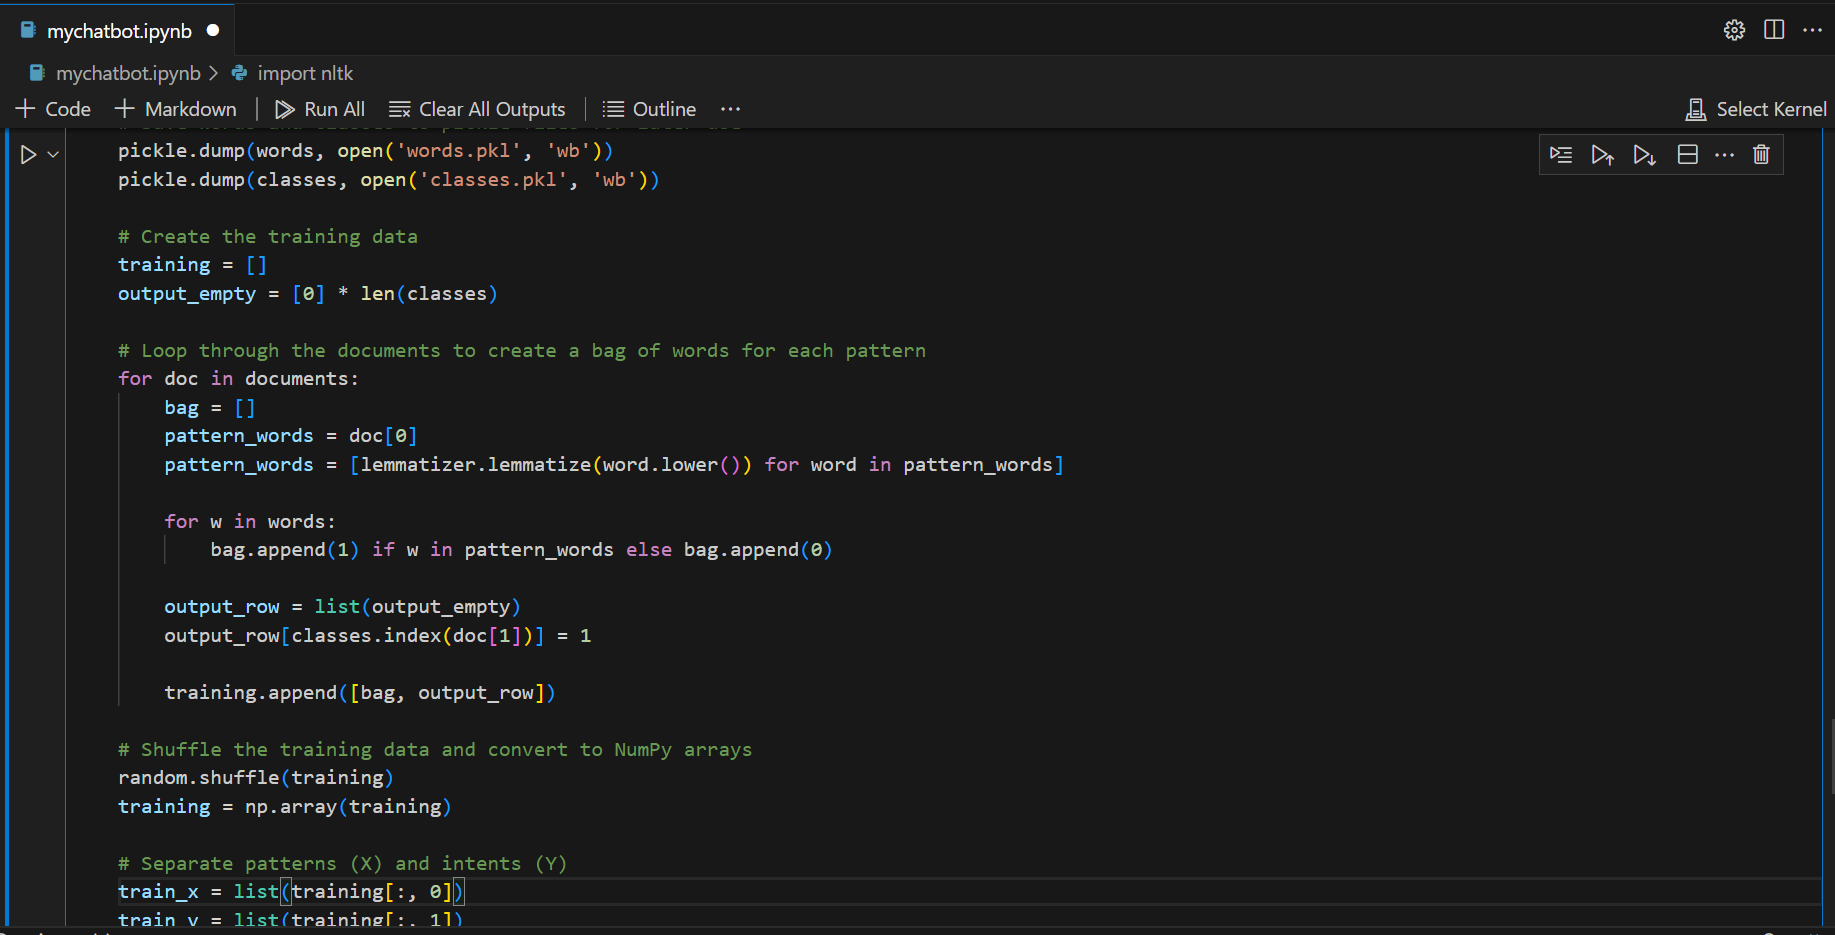 mychatbot.ipynb
mychatbot.ipynb > import nltk
+ Code + Markdown | Run All Clear All Outputs | Outline ... Select Kernel
pickle.dump(words, open('words.pkl', 'wb'))
pickle.dump(classes, open('classes.pkl', 'wb'))
# Create the training data
training = []
output_empty = [0] * len(classes)
# Loop through the documents to create a bag of words for each pattern
for doc in documents:
    bag = []
    pattern_words = doc[0]
    pattern_words = [lemmatizer.lemmatize(word.lower()) for word in pattern_words]
    for w in words:
        bag.append(1) if w in pattern_words else bag.append(0)
    output_row = list(output_empty)
    output_row[classes.index(doc[1])] = 1
    training.append([bag, output_row])
# Shuffle the training data and convert to NumPy arrays
random.shuffle(training)
training = np.array(training)
# Separate patterns (X) and intents (Y)
train_x = list(training[:, 0])
train_y = list(training[:, 1])